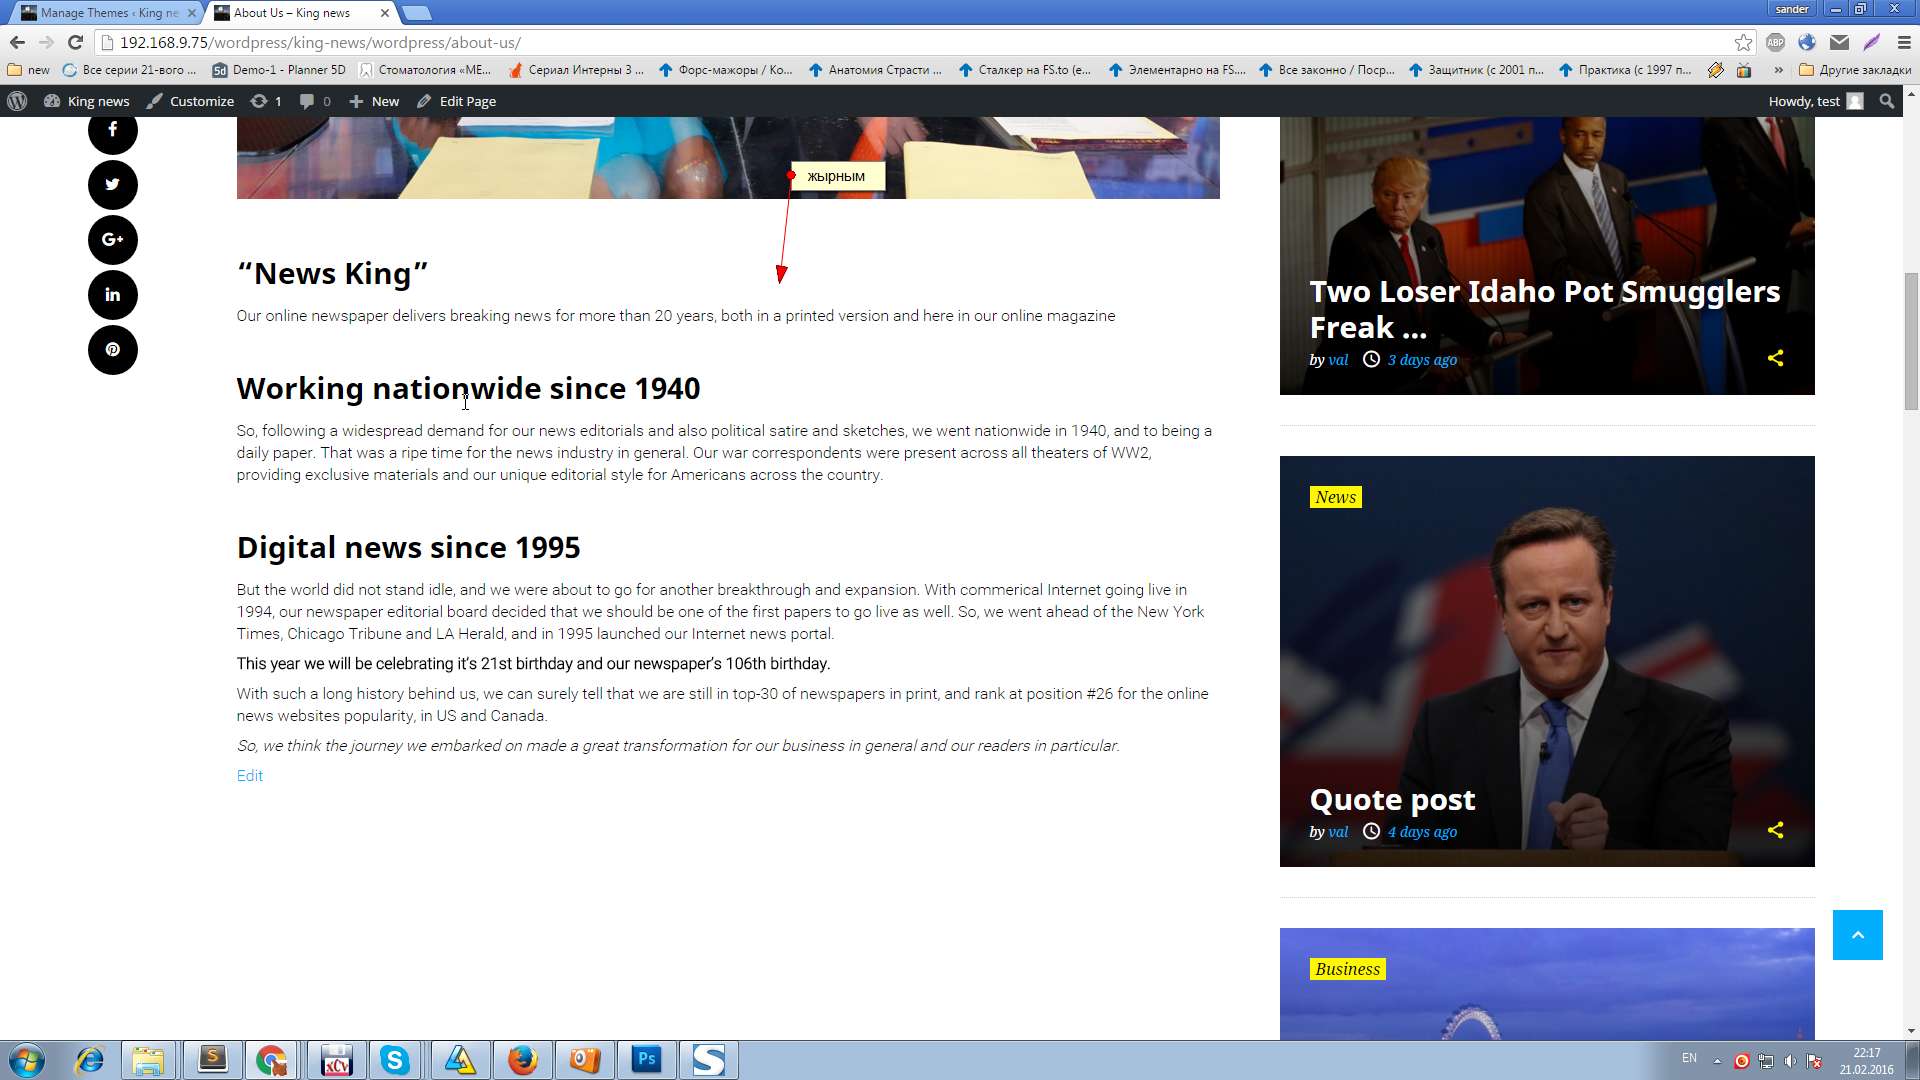 Manage Themes ‹ King ne
About Us – King news
sander
192.168.9.75/wordpress/king-news/wordpress/about-us/
ABP
new
Все серии 21-вого ...
5d Demo-1 - Planner 5D
Стоматология «МЕ...
Сериал Интерны 3 ...
Форс-мажоры / Ко...
Анатомия Страсти ...
Сталкер на FS.to (е...
Элементарно на FS....
Все законно / Поср...
Защитник (с 2001 п...
Практика (с 1997 п...
»
Другие закладки
King news
Customize
1
0
New
Edit Page
Howdy, test
жырным
“News King”
Our online newspaper delivers breaking news for more than 20 years, both in a printed version and here in our online magazine
Working nationwide since 1940
So, following a widespread demand for our news editorials and also political satire and sketches, we went nationwide in 1940, and to being a
daily paper. That was a ripe time for the news industry in general. Our war correspondents were present across all theaters of WW2,
providing exclusive materials and our unique editorial style for Americans across the country.
Digital news since 1995
But the world did not stand idle, and we were about to go for another breakthrough and expansion. With commerical Internet going live in
1994, our newspaper editorial board decided that we should be one of the first papers to go live as well. So, we went ahead of the New York
Times, Chicago Tribune and LA Herald, and in 1995 launched our Internet news portal.
This year we will be celebrating it’s 21st birthday and our newspaper’s 106th birthday.
With such a long history behind us, we can surely tell that we are still in top-30 of newspapers in print, and rank at position #26 for the online
news websites popularity, in US and Canada.
So, we think the journey we embarked on made a great transformation for our business in general and our readers in particular.
Edit
Two Loser Idaho Pot Smugglers
Freak ...
by val 3 days ago
News
Quote post
by val 4 days ago
Business
G+
in
S
xCv
S
Ps
S
EN
22:17
21.02.2016